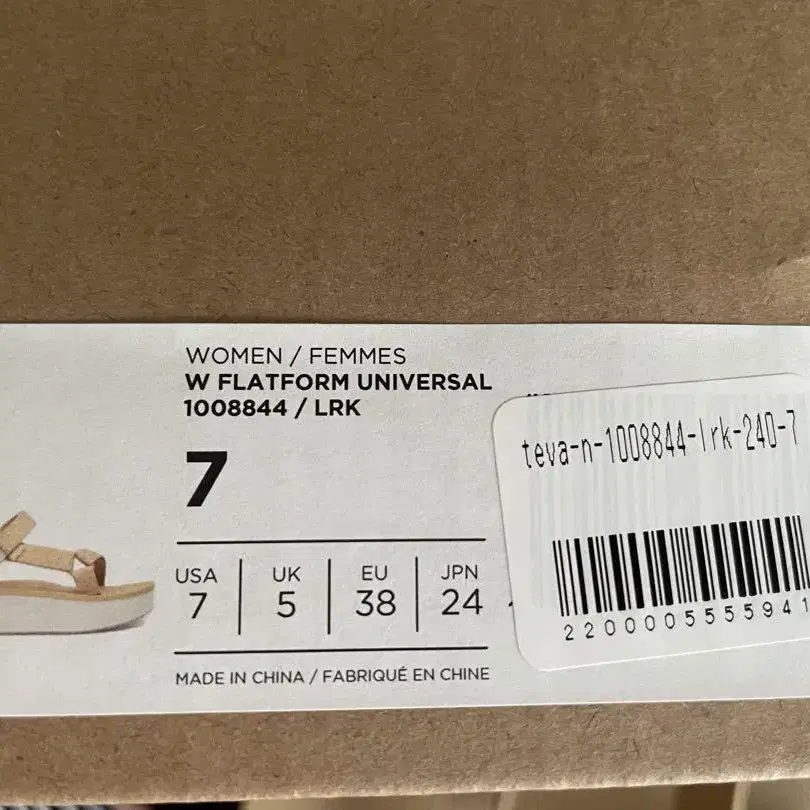 WOMEN / FEMMES
W FLATFORM UNIVERSAL
1008844 / LRK
7
USA
7
UK
5
EU
38
JPN
24
MADE IN CHINA / FABRIQUÉ EN CHINE
teva-n-1008844-lrk-240-7
2200005555941